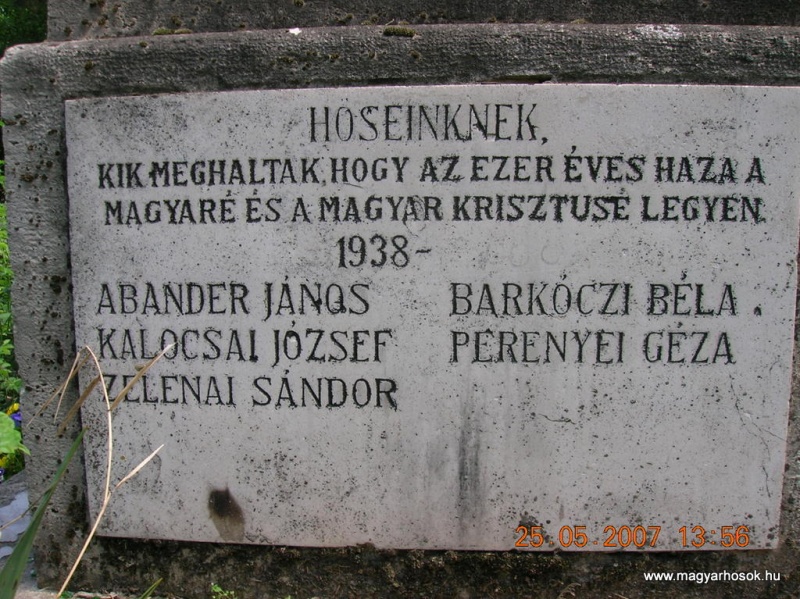 HŐSEINKNEK,
KIK MEGHALTAK, HOGY AZ EZER ÉVES HAZA A
MAGYARÉ ÉS A MAGYAR KRISZTUSÉ LEGYEN.
1938-
ABANDER JÁNOS BARKÓCZI BÉLA.
KALOCSAI JÓZSEF PERÉNYEI GÉZA
ZELENAI SÁNDOR
25.05.2007 13:56
www.magyarhosok.hu